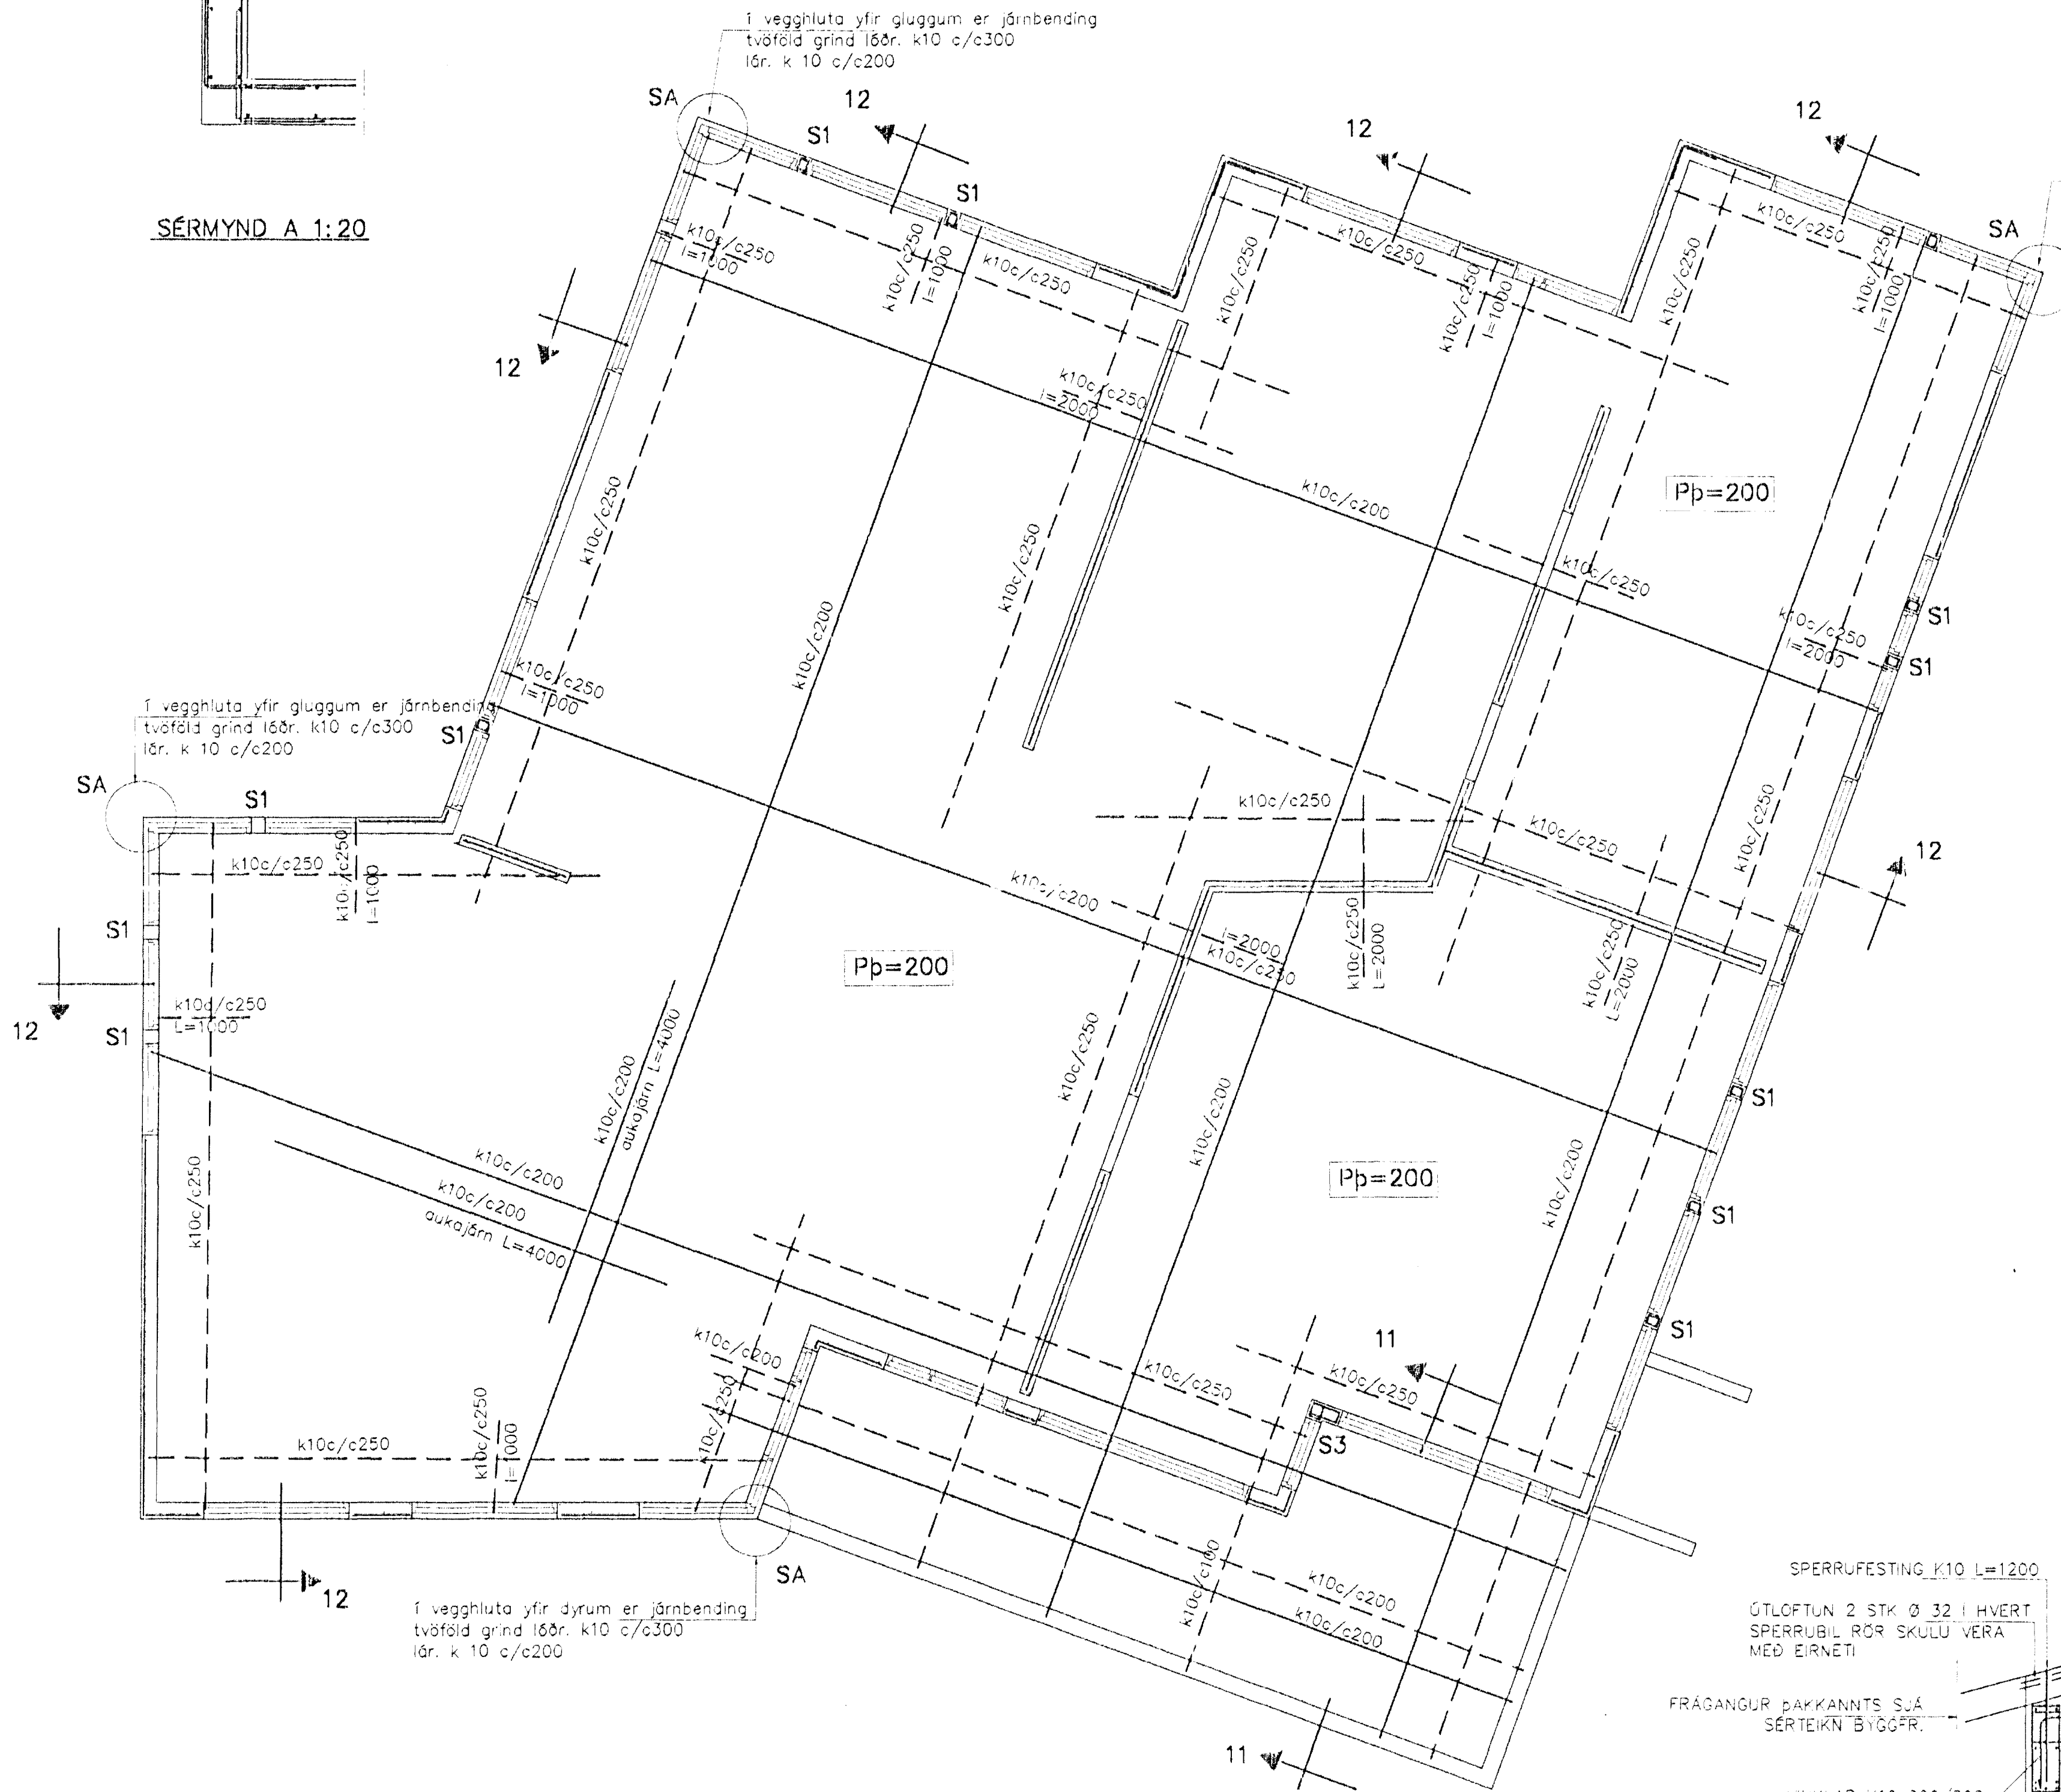 í vegghluta yfir gluggum er járnbending
tvöföld grind lóðr. k10 c/c300
lár. k 10 c/c200
SA
12
S1
12
12
S1
SA
SÉRMYND A 1:20
k10c/c250
l=1000
k10c/c250
l=1000
k10c/c250
k10c/c250
k10c/c250
k10c/c250
l=1000
k10c/c250
k10c/c250
k10c/c250
l=1000
12
k10c/c250
l=2000
k10c/c250
k10c/c250
k10c/c200
Pþ=200
k10c/c250
k10c/c200
k10c/c250
l=2000
S1
S1
k10c/c250
l=1000
í vegghluta yfir gluggum er járnbending
tvöföld grind lóðr. k10 c/c300
lár. k 10 c/c200
S1
SA
S1
k10c/c250
k10c/c250
l=1000
k10c/c250
k10c/c250
k10c/c250
12
k10c/c200
l=2000
k10c/c250
k10c/c250
L=2000
k10c/c250
L=2000
S1
Pþ=200
12
S1
k10c/c250
L=1000
k10c/c200
aukajárn L=4000
k10c/c250
k10c/c200
S1
k10c/c250
k10c/c200
k10c/c200
aukajárn L=4000
Pþ=200
k10c/c200
S1
S1
k10c/c200
k10c/c250
11
k10c/c250
k10c/c250
k10c/c250
k10c/c250
l=1000
S3
12
SA
k10c/c100
k10c/c200
k10c/c200
í vegghluta yfir dyrum er járnbending
tvöföld grind lóðr. k10 c/c300
lár. k 10 c/c200
11
SPERRUFESTING K10 L=1200
ÚTLOFTUN 2 STK Ø 32 Í HVERT
SPERRUBIL RÖR SKULU VERA
MEÐ EIRNETI
FRÁGANGUR ÞAKKANNTS SJÁ
SÉRTEIKN BYGGFR.